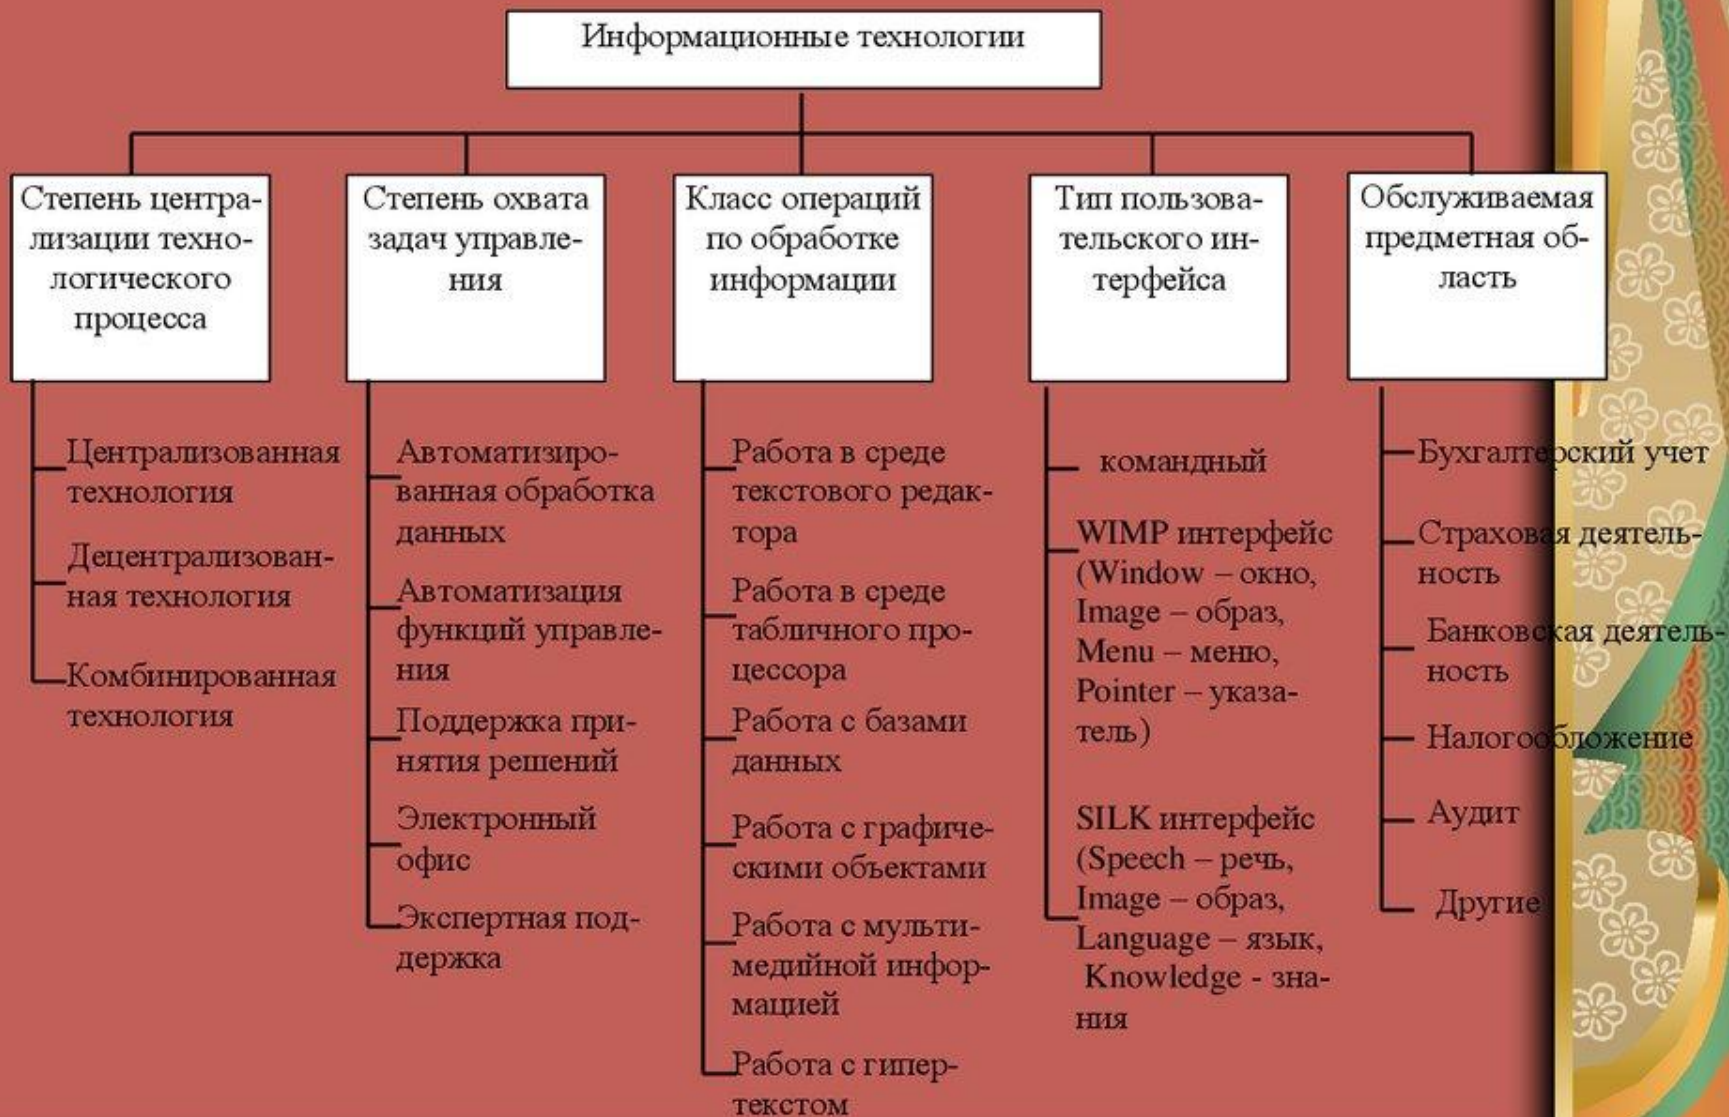 Информационные технологии
Степень центра-
лизации техно-
логического
процесса
Централизованная
технология
Децентрализован-
ная технология
Комбинированная
технология
Степень охвата
задач управле-
ния
Автоматизиро-
ванная обработка
данных
Автоматизация
функций управле-
ния
Поддержка при-
нятия решений
Электронный
офис
Экспертная под-
держка
Класс операций
по обработке
информации
Работа в среде
текстового редак-
тора
Работа в среде
табличного про-
цессора
Работа с базами
данных
Работа с графиче-
скими объектами
Работа с мульти-
медийной инфор-
мацией
Работа с гипер-
текстом
Тип пользова-
тельского ин-
терфейса
командный
WIMP интерфейс
(Window – окно,
Image – образ,
Menu – меню,
Pointer – указа-
тель)
SILK интерфейс
(Speech – речь,
Image – образ,
Language – язык,
Knowledge - зна-
ния
Обслуживаемая
предметная об-
ласть
Бухгалтерский учет
Страховая деятель-
ность
Банковская деятель-
ность
Налогообложение
Аудит
Другие